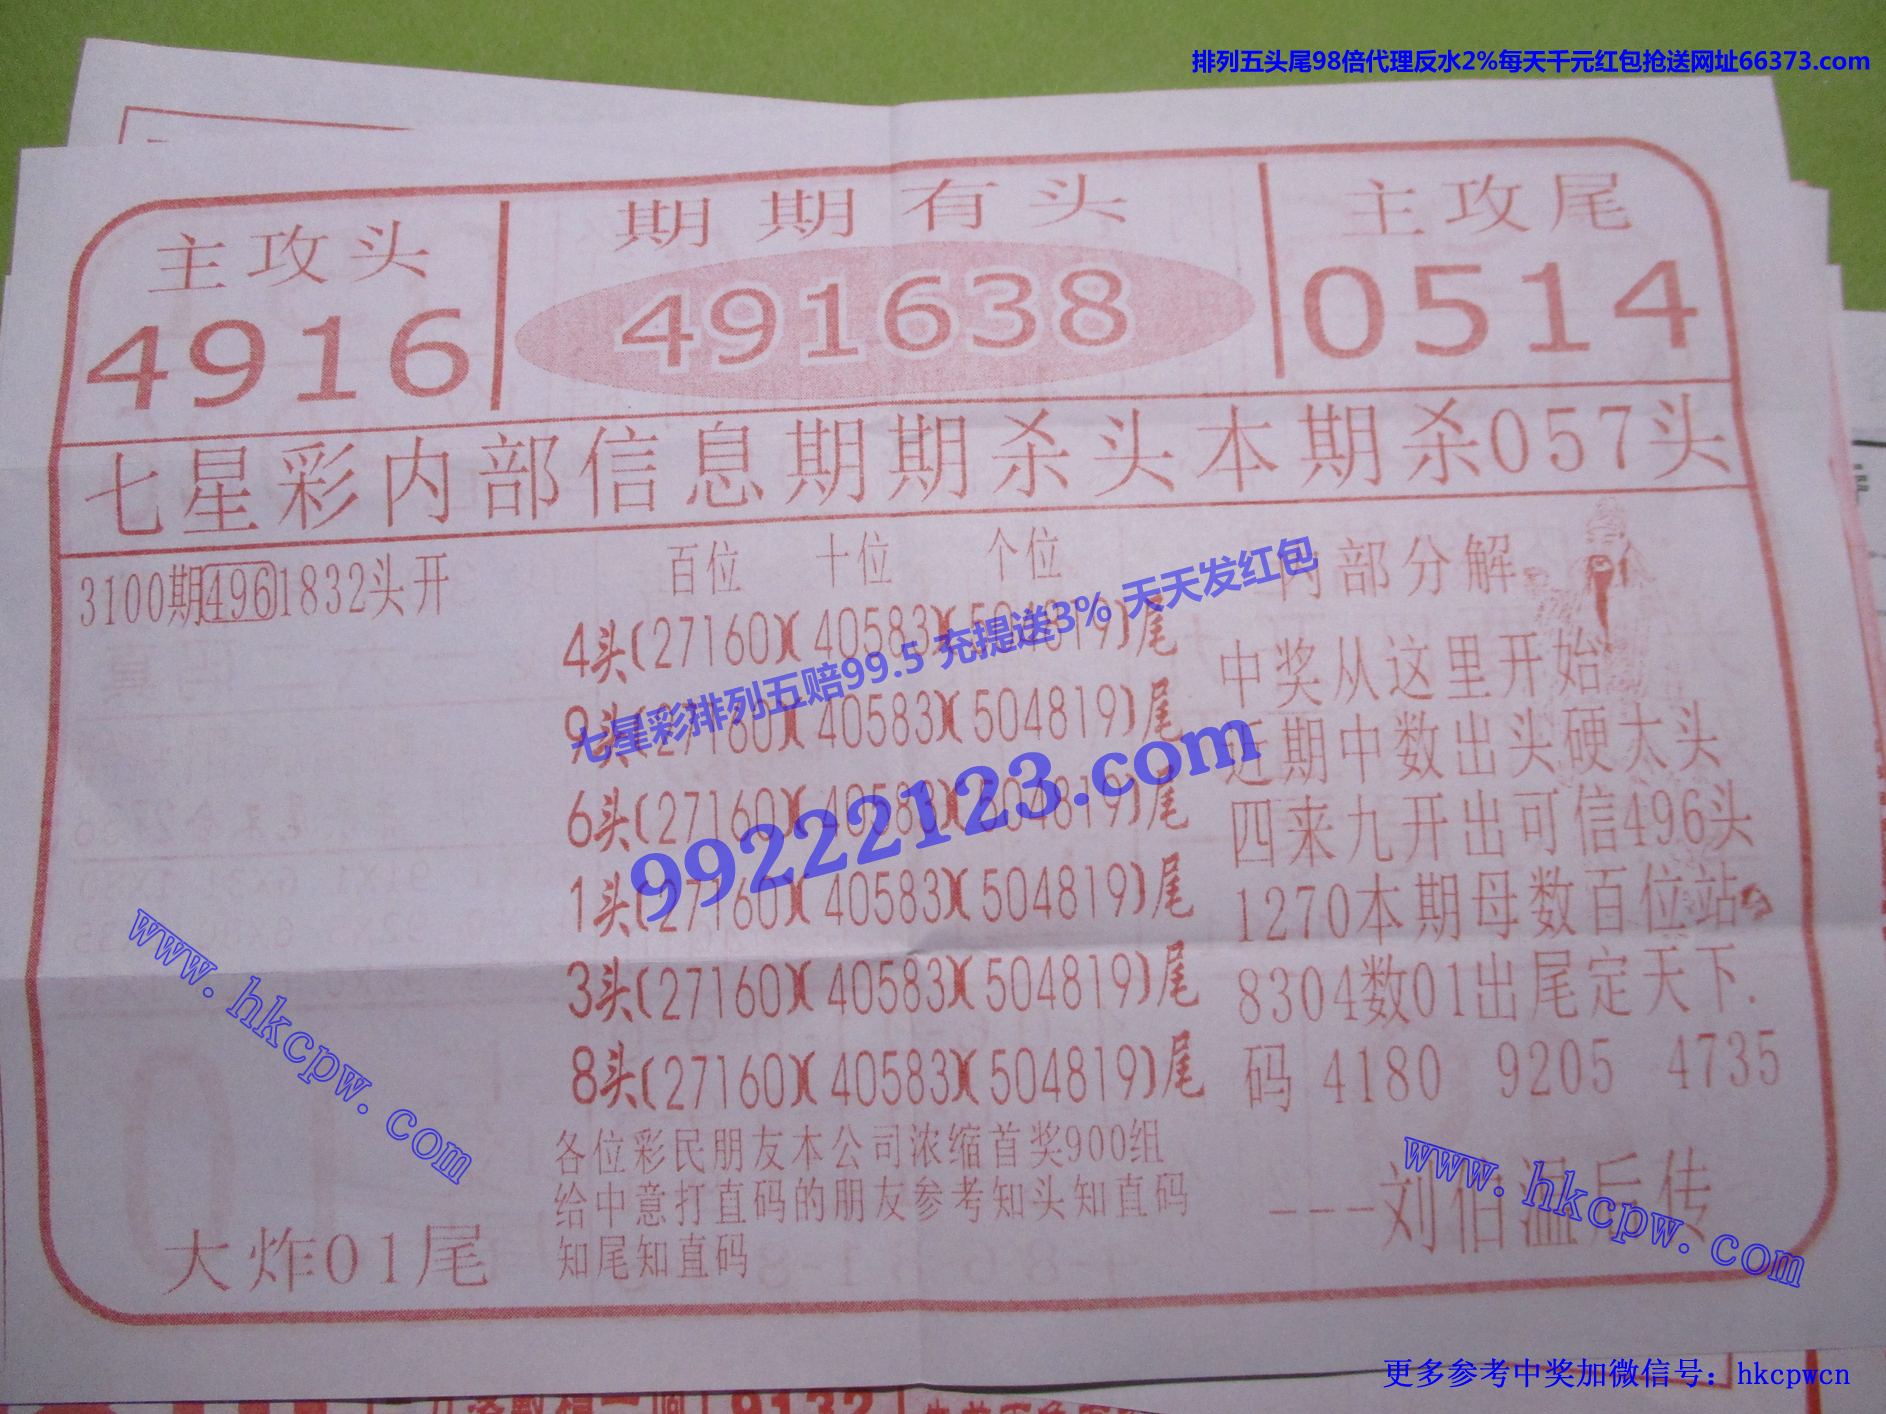 排列五头尾98倍代理反水2%每天千元红包抢送网址66373.com
主攻头
4916
期期有头
491638
主攻尾
0514
七星彩内部信息期期杀头本期杀057头
3100期4961832头开
百位 十位 个位
4头(27160)(40583)(504819)尾
9头(27160)(40583)(504819)尾
6头(27160)(40583)(504819)尾
1头(27160)(40583)(504819)尾
3头(27160)(40583)(504819)尾
8头(27160)(40583)(504819)尾
各位彩民朋友本公司浓缩首奖900组
给中意打直码的朋友参考知头知直码
知尾知直码
大炸01尾
内部分解
中奖从这里开始
近期中数出头硬太头
四来九开出可信496头
1270本期母数百位站
8304数01出尾定天下.
码 4180 9205 4735
---刘伯温后传
七星彩排列五赔99.5 充提送3% 天天发红包
99222123.com
www.hkcpw.com
www.hkcpw.com
更多参考中奖加微信号：hkcpwcn
9132